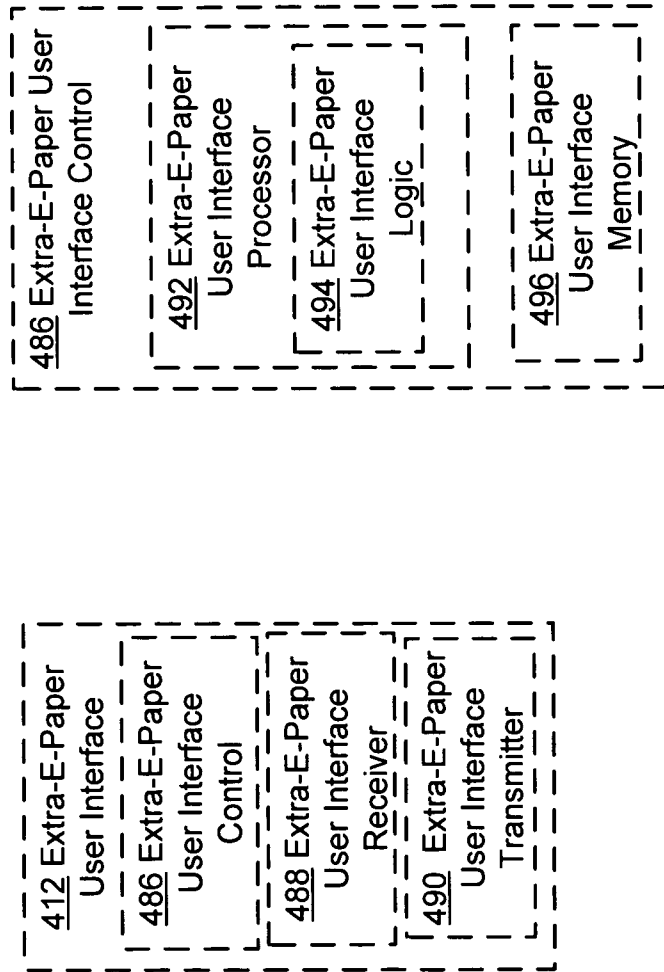 412 Extra-E-Paper
User Interface
486 Extra-E-Paper
User Interface
Control
488 Extra-E-Paper
User Interface
Receiver
490 Extra-E-Paper
User Interface
Transmitter
486 Extra-E-Paper User
Interface Control
492 Extra-E-Paper
User Interface
Processor
494 Extra-E-Paper
User Interface
Logic
496 Extra-E-Paper
User Interface
Memory